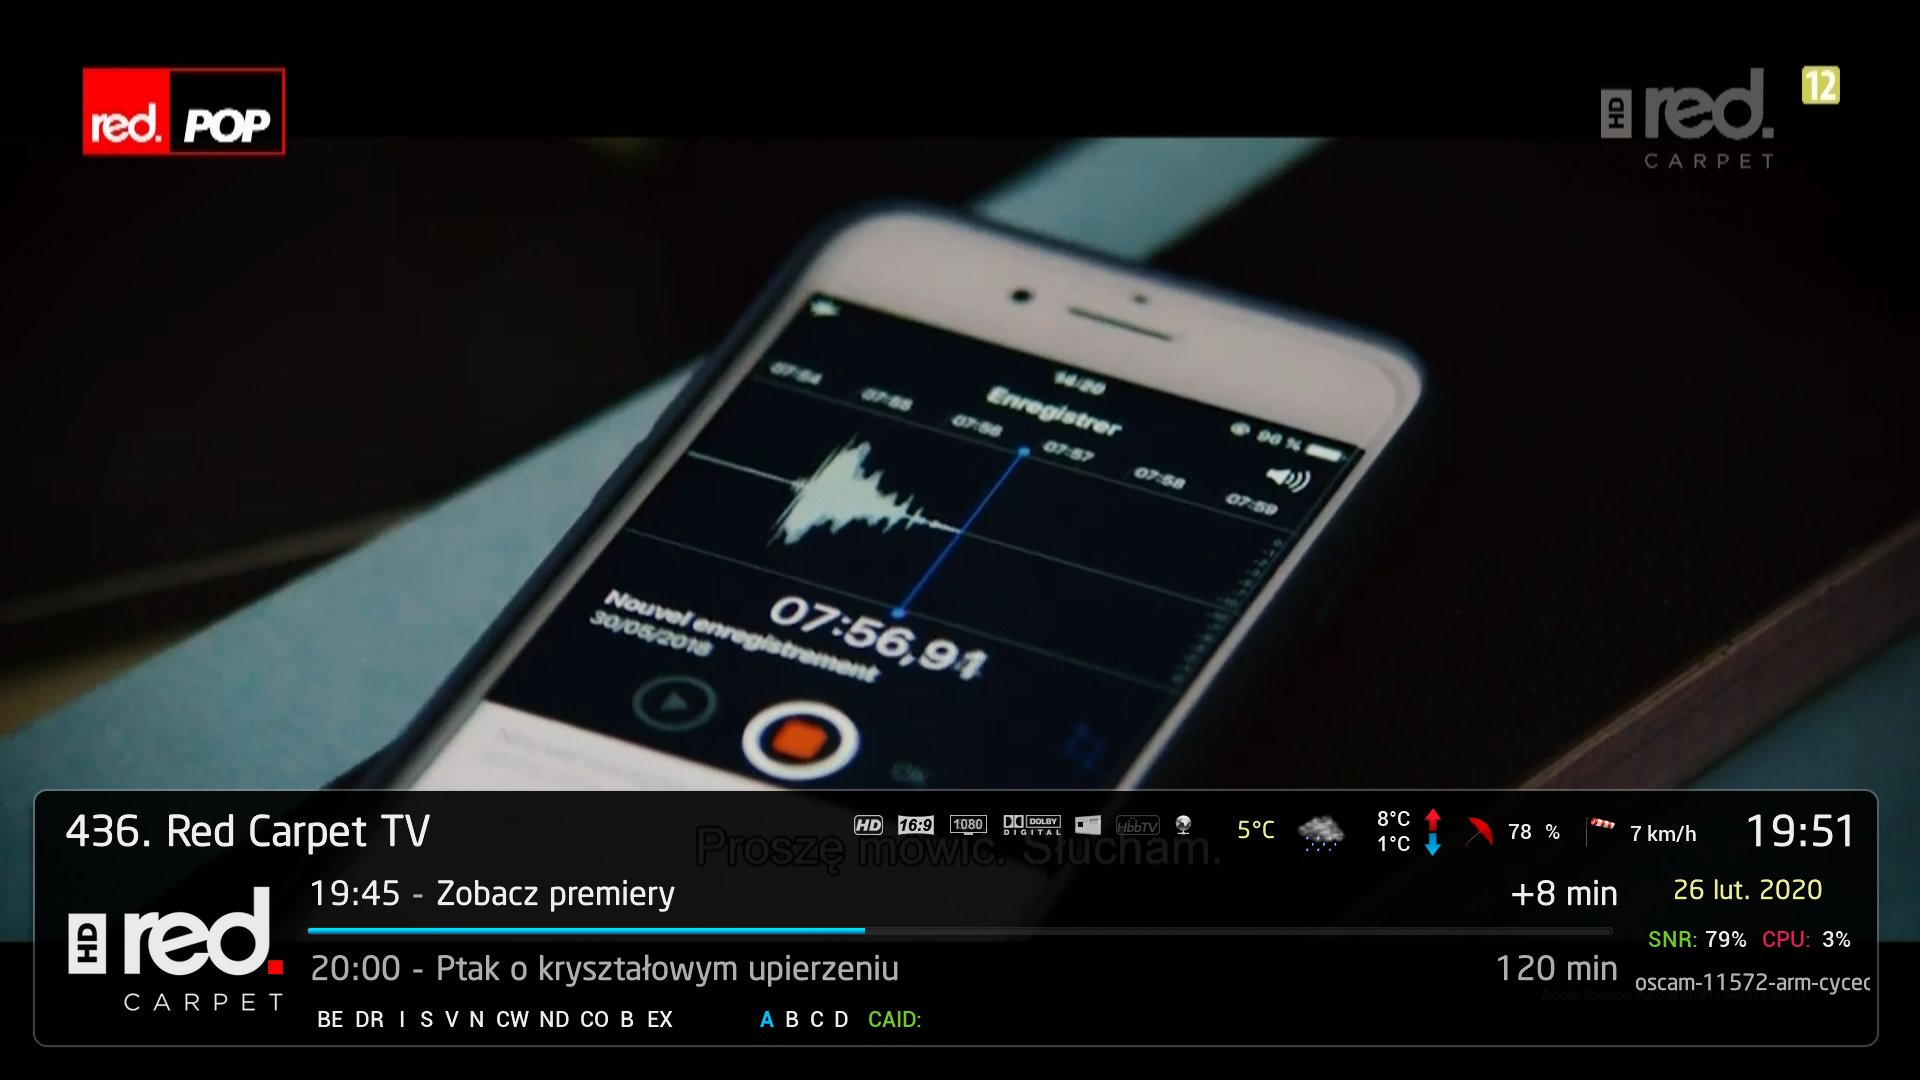 red. POP
HD red.
CARPET
12
14:20
Enregistrer
96 %
07:54 07:55 07:56 07:57 07:58 07:59
07:56,91
Nouvel enregistrement
30/05/2018
OK
Proszę mówić. Słucham.
436. Red Carpet TV
HD 16:9 1080 DOLBY DIGITAL HbbTV
5°C
8°C
1°C
78 %
7 km/h
19:51
19:45 - Zobacz premiery
+8 min
26 lut. 2020
HD red.
CARPET
SNR: 79% CPU: 3%
20:00 - Ptak o kryształowym upierzeniu
120 min
oscam-11572-arm-cycec
BE DR I S V N CW ND CO B EX A B C D CAID: